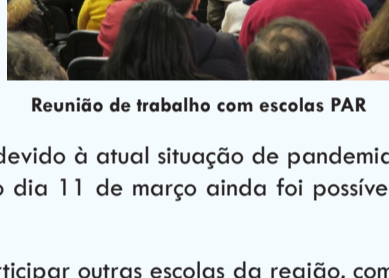 Reunião de trabalho com escolas PAR
devido à atual situação de pandemia
dia 11 de março ainda foi possíve
rticipar outras escolas da região, com